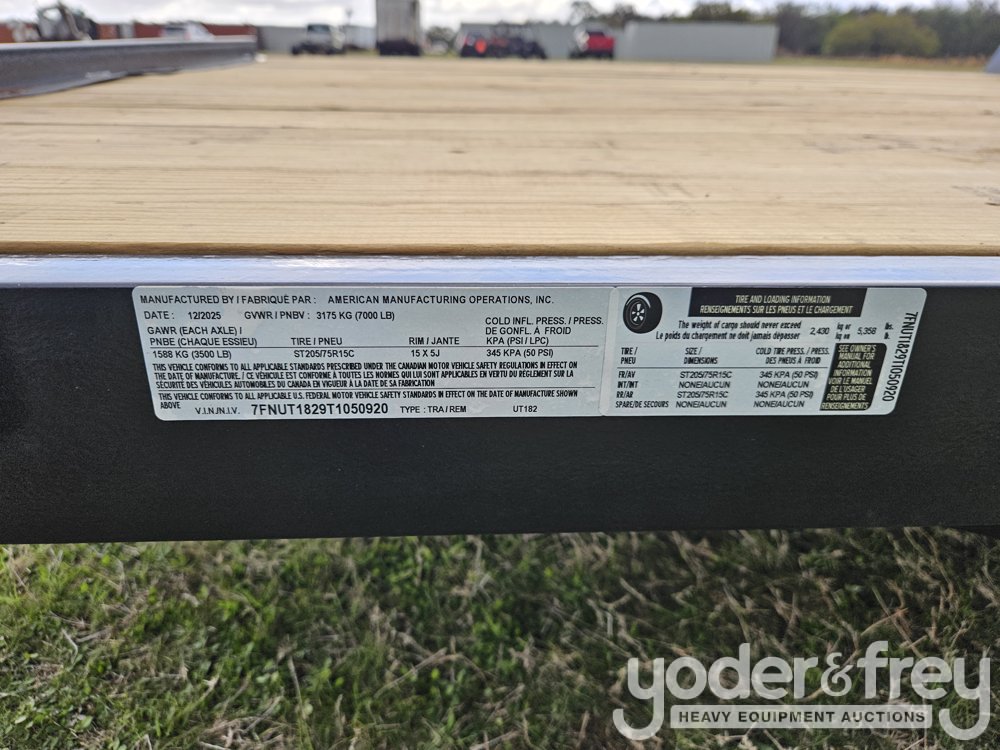 MANUFACTURED BY / FABRIQUÉ PAR : AMERICAN MANUFACTURING OPERATIONS, INC.
DATE : 12/2025 GVWR / PNBV : 3175 KG (7000 LB)
GAWR (EACH AXLE) /
PNBE (CHAQUE ESSIEU) TIRE / PNEU RIM / JANTE
COLD INFL. PRESS. / PRESS.
DE GONFL. À FROID
KPA (PSI / LPC)
1588 KG (3500 LB) ST205/75R15C 15 X 5J 345 KPA (50 PSI)
THIS VEHICLE CONFORMS TO ALL APPLICABLE STANDARDS PRESCRIBED UNDER THE CANADIAN MOTOR VEHICLE SAFETY REGULATIONS IN EFFECT ON
THE DATE OF MANUFACTURE. / CE VÉHICULE EST CONFORME À TOUTES LES NORMES QUI LUI SONT APPLICABLES EN VERTU DU RÈGLEMENT SUR LA
SÉCURITÉ DES VÉHICULES AUTOMOBILES DU CANADA EN VIGUEUR À LA DATE DE SA FABRICATION
THIS VEHICLE CONFORMS TO ALL APPLICABLE U.S. FEDERAL MOTOR VEHICLE SAFETY STANDARDS IN EFFECT ON THE DATE OF MANUFACTURE SHOWN
ABOVE
V.I.N./N.I.V. 7FNUT1829T1050920 TYPE : TRA / REM UT182
TIRE AND LOADING INFORMATION
RENSEIGNEMENTS SUR LES PNEUS ET LE CHARGEMENT
The weight of cargo should never exceed
Le poids du chargement ne doit jamais dépasser
2,430 kg or
kg ou 5,358 lbs.
lb.
TIRE /
PNEU
SIZE /
DIMENSIONS
COLD TIRE PRESS. /
DES PNEUS À FROID
FR/AV ST205/75R15C 345 KPA (50 PSI)
INT/INT NONE/AUCUN NONE/AUCUN
RR/AR ST205/75R15C 345 KPA (50 PSI)
SPARE/DE SECOURS NONE/AUCUN NONE/AUCUN
SEE OWNER'S
MANUAL FOR
ADDITIONAL
INFORMATION
VOIR LE MANUEL
DE L'USAGER
POUR PLUS DE
RENSEIGNEMENTS
7FNUT1829T1050920
yoder&frey
HEAVY EQUIPMENT AUCTIONS